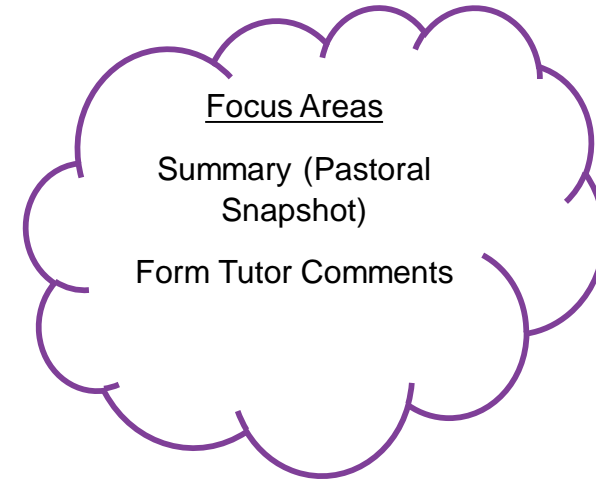 Focus Areas
Summary (Pastoral
Snapshot)
Form Tutor Comments